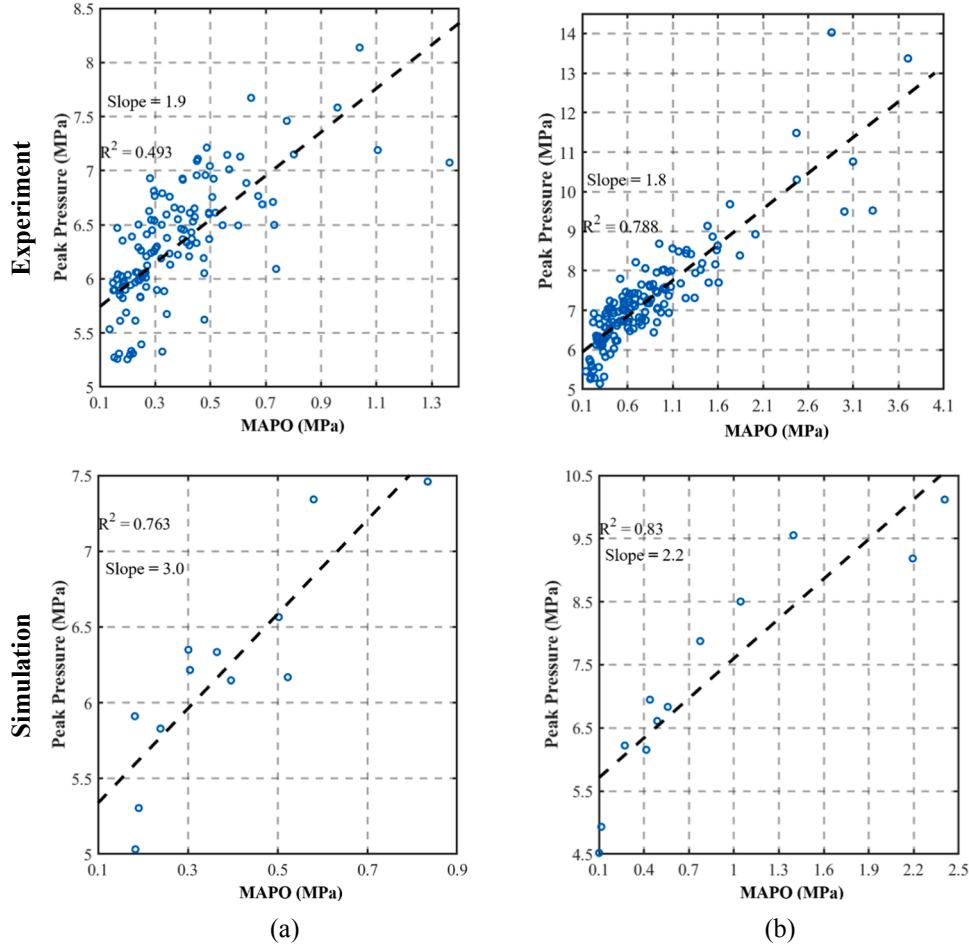 Experiment
8.5
8
7.5
7
6.5
6
5.5
5
Peak Pressure (MPa)
Slope = 1.9
R² = 0.493
0.1 0.3 0.5 0.7 0.9 1.1 1.3
MAPO (MPa)
14
13
12
11
10
9
8
7
6
5
Peak Pressure (MPa)
Slope = 1.8
R² = 0.788
0.1 0.6 1.1 1.6 2.1 2.6 3.1 3.6 4.1
MAPO (MPa)
Simulation
7.5
7
6.5
6
5.5
5
Peak Pressure (MPa)
R² = 0.763
Slope = 3.0
0.1 0.3 0.5 0.7 0.9
MAPO (MPa)
10.5
9.5
8.5
7.5
6.5
5.5
4.5
Peak Pressure (MPa)
R² = 0.83
Slope = 2.2
0.1 0.4 0.7 1 1.3 1.6 1.9 2.2 2.5
MAPO (MPa)
(a)
(b)